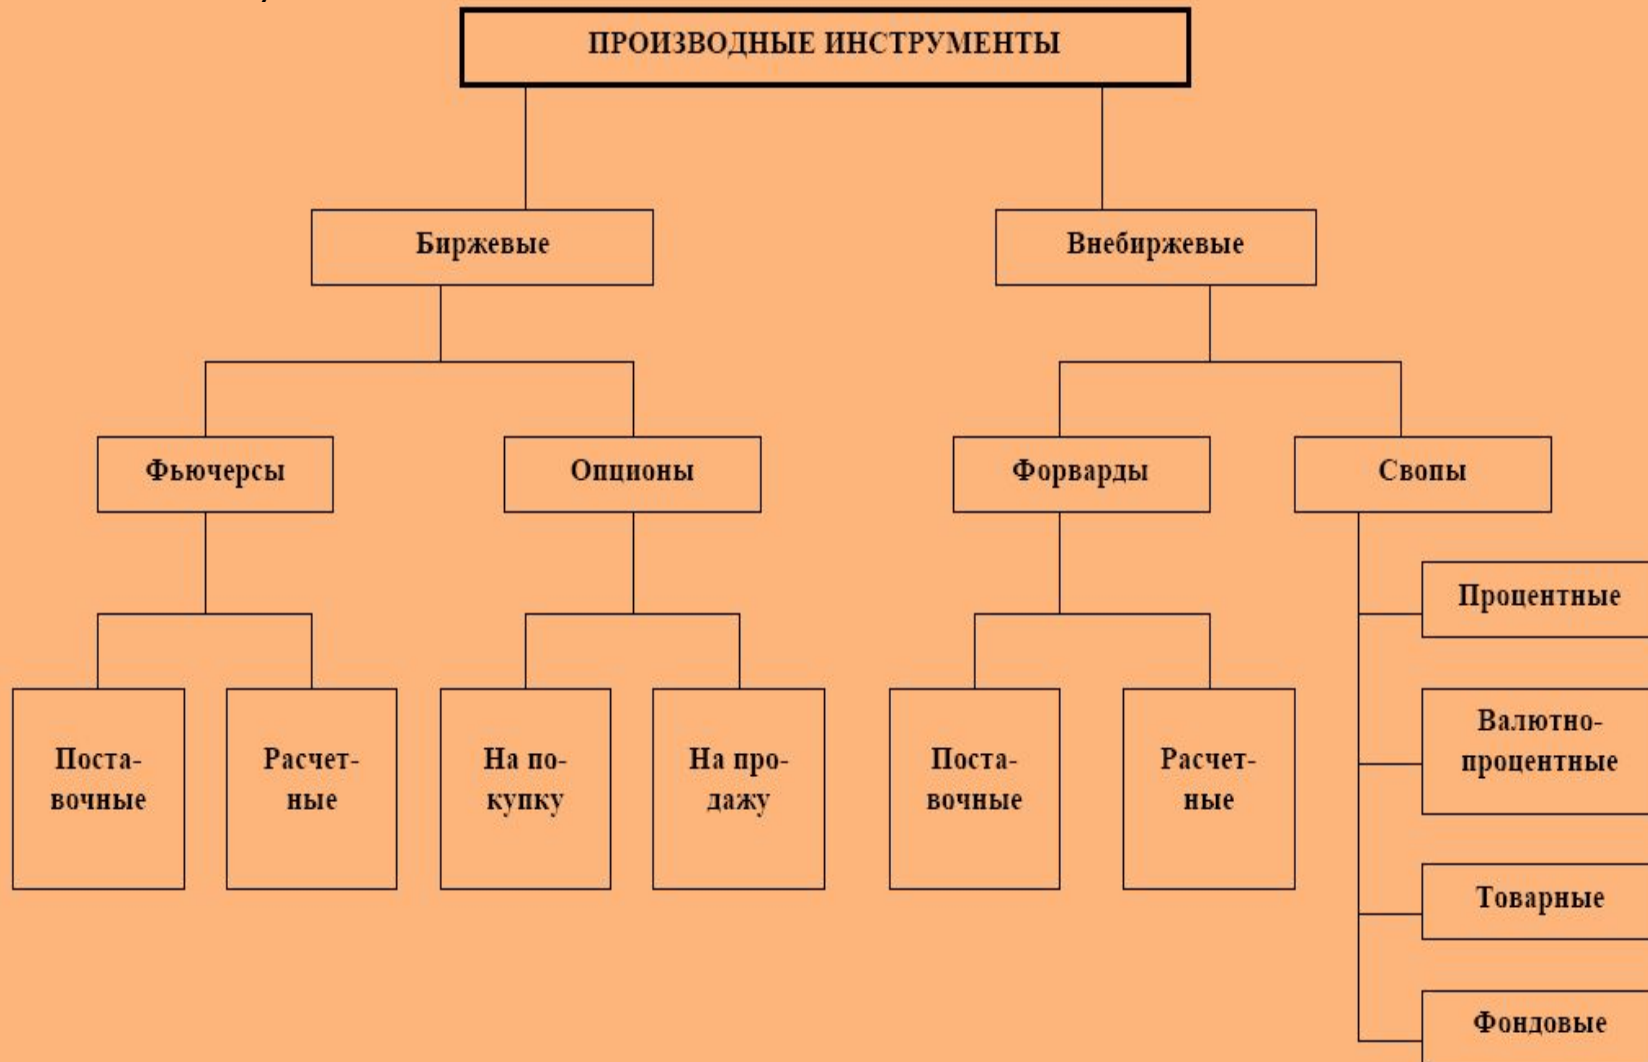 ПРОИЗВОДНЫЕ ИНСТРУМЕНТЫ
Биржевые
Внебиржевые
Фьючерсы
Опционы
Форварды
Свопы
Поста-
вочные
Расчет-
ные
На по-
купку
На про-
дажу
Поста-
вочные
Расчет-
ные
Процентные
Валютно-
процентные
Товарные
Фондовые